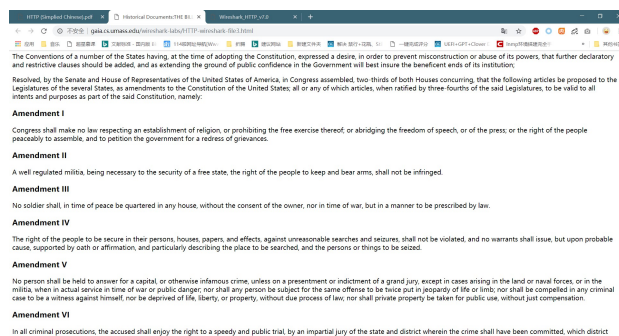 HTTP (Simplied Chinese).pdf
Historical Documents:THE BIL
Wireshark_HTTP_v7.0
不安全 | gaia.cs.umass.edu/wireshark-labs/HTTP-wireshark-file3.html
应用
The Conventions of a number of the States having, at the time of adopting the Constitution, expressed a desire, in order to prevent misconstruction or abuse of its powers, that further declaratory
and restrictive clauses should be added, and as extending the ground of public confidence in the Government will best insure the beneficent ends of its institution;
Resolved, by the Senate and House of Representatives of the United States of America, in Congress assembled, two-thirds of both Houses concurring, that the following articles be proposed to the
Legislatures of the several States, as amendments to the Constitution of the United States; all or any of which articles, when ratified by three-fourths of the said Legislatures, to be valid to all
intents and purposes as part of the said Constitution, namely:
Amendment I
Congress shall make no law respecting an establishment of religion, or prohibiting the free exercise thereof; or abridging the freedom of speech, or of the press; or the right of the people
peaceably to assemble, and to petition the government for a redress of grievances.
Amendment II
A well regulated militia, being necessary to the security of a free state, the right of the people to keep and bear arms, shall not be infringed.
Amendment III
No soldier shall, in time of peace be quartered in any house, without the consent of the owner, nor in time of war, but in a manner to be prescribed by law.
Amendment IV
The right of the people to be secure in their persons, houses, papers, and effects, against unreasonable searches and seizures, shall not be violated, and no warrants shall issue, but upon probable
cause, supported by oath or affirmation, and particularly describing the place to be searched, and the persons or things to be seized.
Amendment V
No person shall be held to answer for a capital, or otherwise infamous crime, unless on a presentment or indictment of a grand jury, except in cases arising in the land or naval forces, or in the
militia, when in actual service in time of war or public danger; nor shall any person be subject for the same offense to be twice put in jeopardy of life or limb; nor shall be compelled in any criminal
case to be a witness against himself, nor be deprived of life, liberty, or property, without due process of law; nor shall private property be taken for public use, without just compensation.
Amendment VI
In all criminal prosecutions, the accused shall enjoy the right to a speedy and public trial, by an impartial jury of the state and district wherein the crime shall have been committed, which district